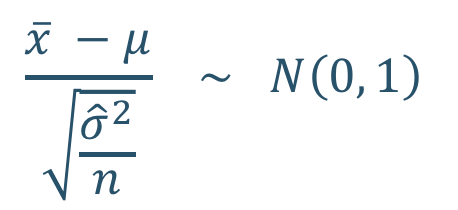 x̄ − μ
√(σ̂²/n) ~ N(0, 1)